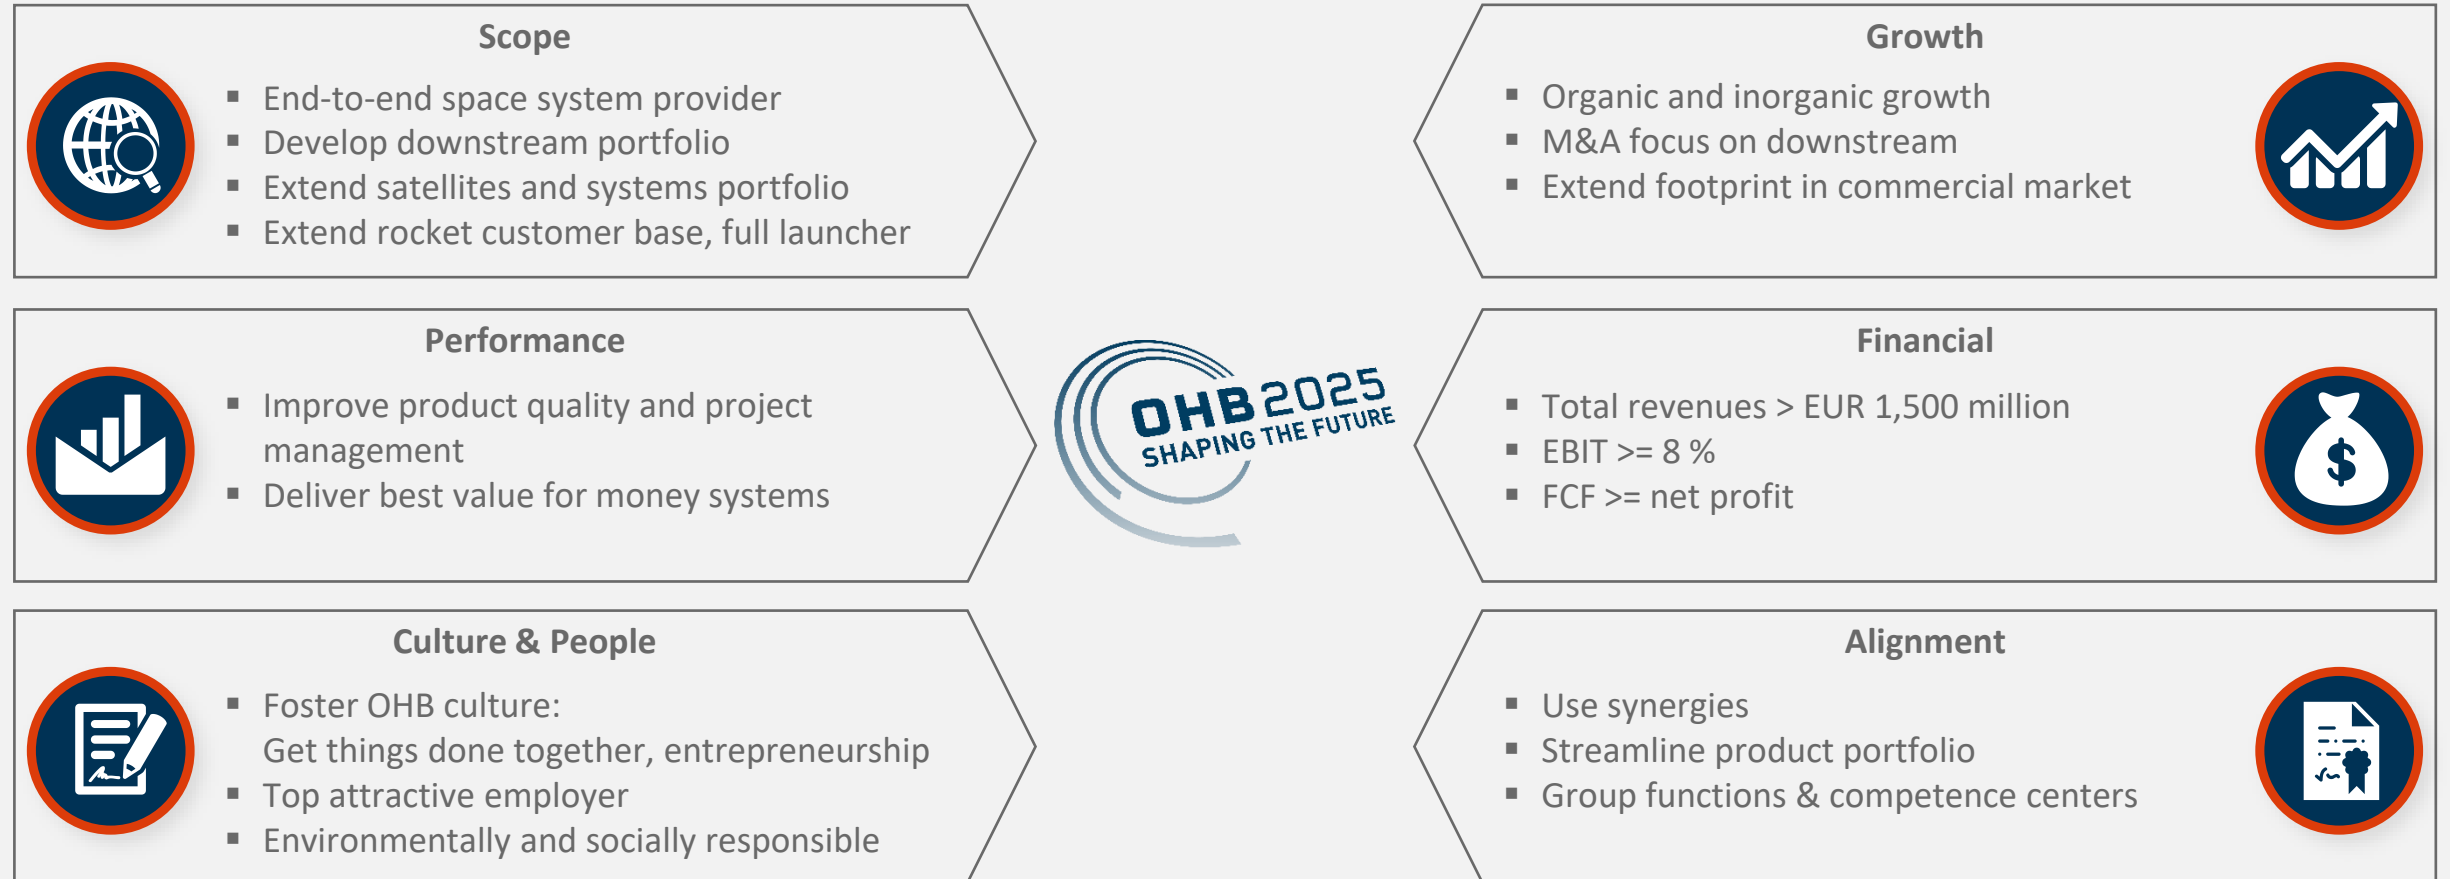 Scope
▪ End-to-end space system provider
▪ Develop downstream portfolio
▪ Extend satellites and systems portfolio
▪ Extend rocket customer base, full launcher
Growth
▪ Organic and inorganic growth
▪ M&A focus on downstream
▪ Extend footprint in commercial market
$
Performance
▪ Improve product quality and project
management
▪ Deliver best value for money systems
OHB 2025
SHAPING THE FUTURE
Financial
▪ Total revenues > EUR 1,500 million
▪ EBIT >= 8 %
▪ FCF >= net profit
Culture & People
▪ Foster OHB culture:
Get things done together, entrepreneurship
▪ Top attractive employer
▪ Environmentally and socially responsible
Alignment
▪ Use synergies
▪ Streamline product portfolio
▪ Group functions & competence centers